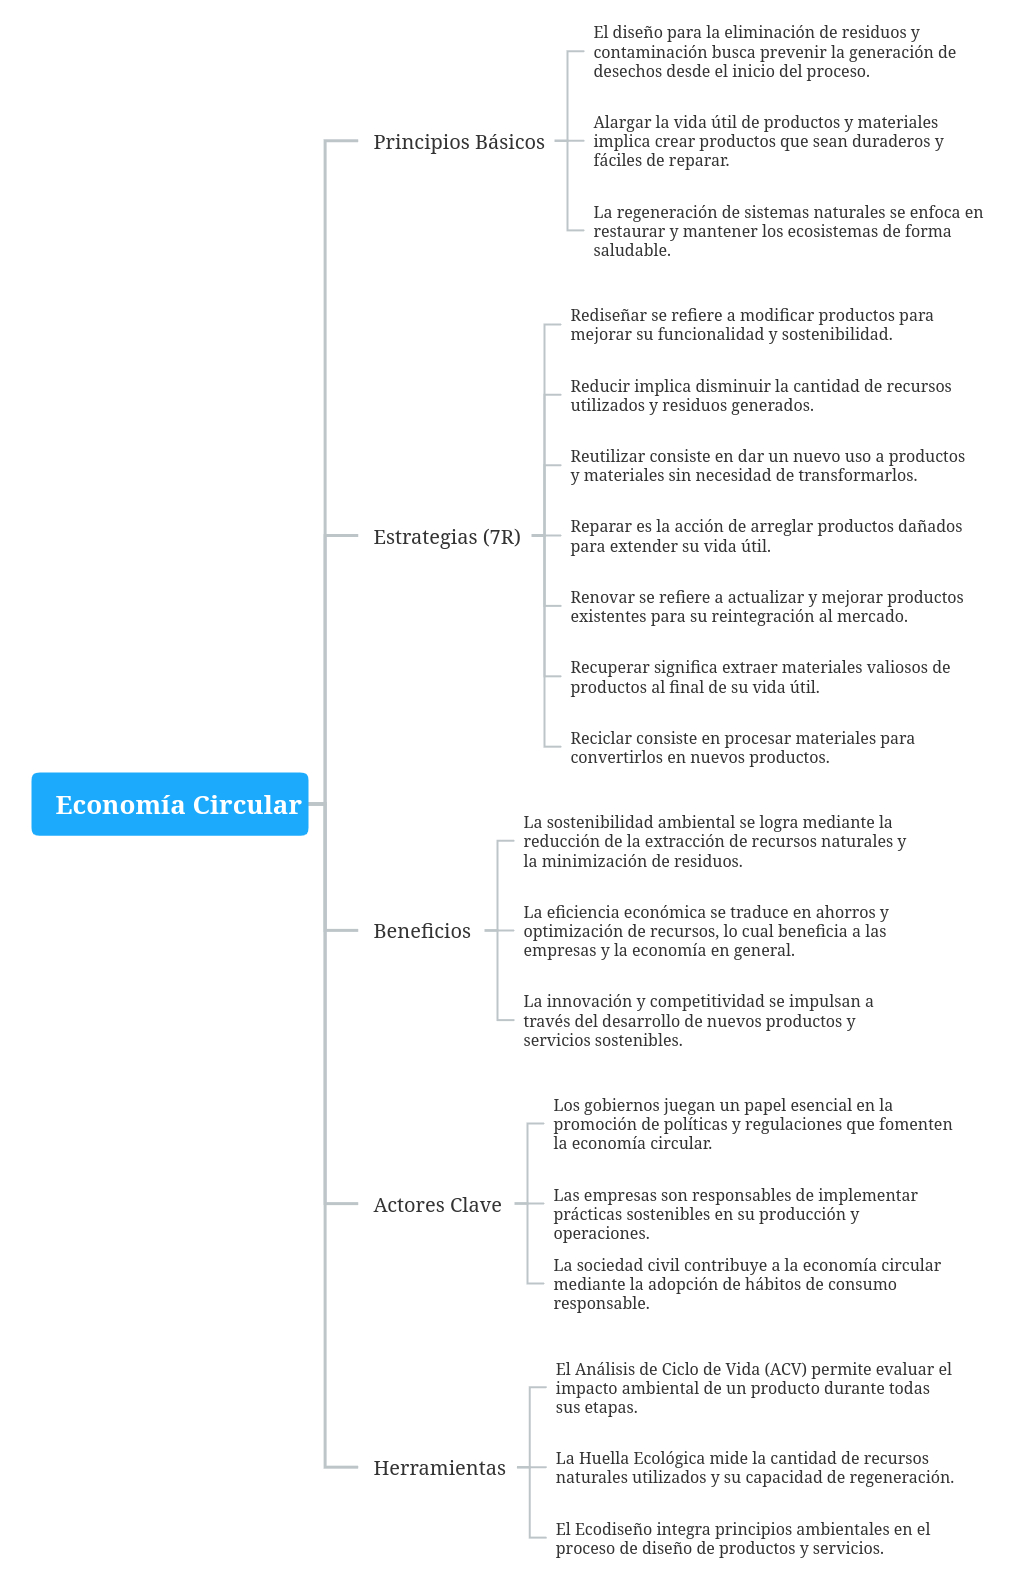 El diseño para la eliminación de residuos y
contaminación busca prevenir la generación de
desechos desde el inicio del proceso.
Principios Básicos
Alargar la vida útil de productos y materiales
implica crear productos que sean duraderos y
fáciles de reparar.
La regeneración de sistemas naturales se enfoca en
restaurar y mantener los ecosistemas de forma
saludable.
Rediseñar se refiere a modificar productos para
mejorar su funcionalidad y sostenibilidad.
Reducir implica disminuir la cantidad de recursos
utilizados y residuos generados.
Reutilizar consiste en dar un nuevo uso a productos
y materiales sin necesidad de transformarlos.
Estrategias (7R)
Reparar es la acción de arreglar productos dañados
para extender su vida útil.
Renovar se refiere a actualizar y mejorar productos
existentes para su reintegración al mercado.
Recuperar significa extraer materiales valiosos de
productos al final de su vida útil.
Reciclar consiste en procesar materiales para
convertirlos en nuevos productos.
Economía Circular
La sostenibilidad ambiental se logra mediante la
reducción de la extracción de recursos naturales y
la minimización de residuos.
Beneficios
La eficiencia económica se traduce en ahorros y
optimización de recursos, lo cual beneficia a las
empresas y la economía en general.
La innovación y competitividad se impulsan a
través del desarrollo de nuevos productos y
servicios sostenibles.
Los gobiernos juegan un papel esencial en la
promoción de políticas y regulaciones que fomenten
la economía circular.
Actores Clave
Las empresas son responsables de implementar
prácticas sostenibles en su producción y
operaciones.
La sociedad civil contribuye a la economía circular
mediante la adopción de hábitos de consumo
responsable.
El Análisis de Ciclo de Vida (ACV) permite evaluar el
impacto ambiental de un producto durante todas
sus etapas.
Herramientas
La Huella Ecológica mide la cantidad de recursos
naturales utilizados y su capacidad de regeneración.
El Ecodiseño integra principios ambientales en el
proceso de diseño de productos y servicios.